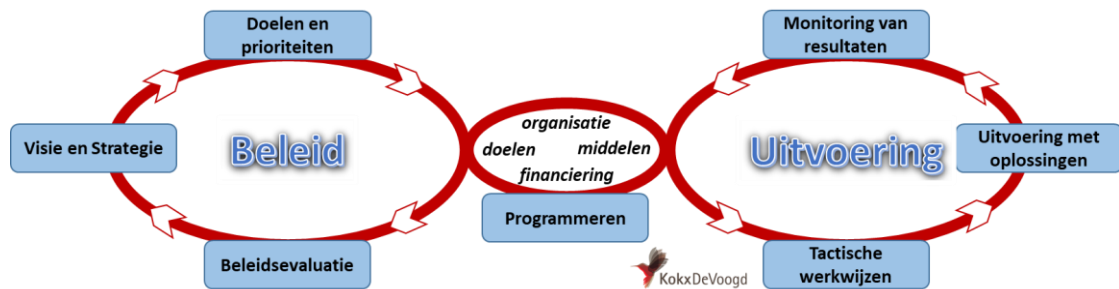 Doelen en
prioriteiten
Visie en Strategie
Beleid
Beleidsevaluatie
organisatie
doelen middelen
financiering
Programmeren
Monitoring van
resultaten
Uitvoering
Uitvoering met
oplossingen
Tactische
werkwijzen
KokxDeVoogd